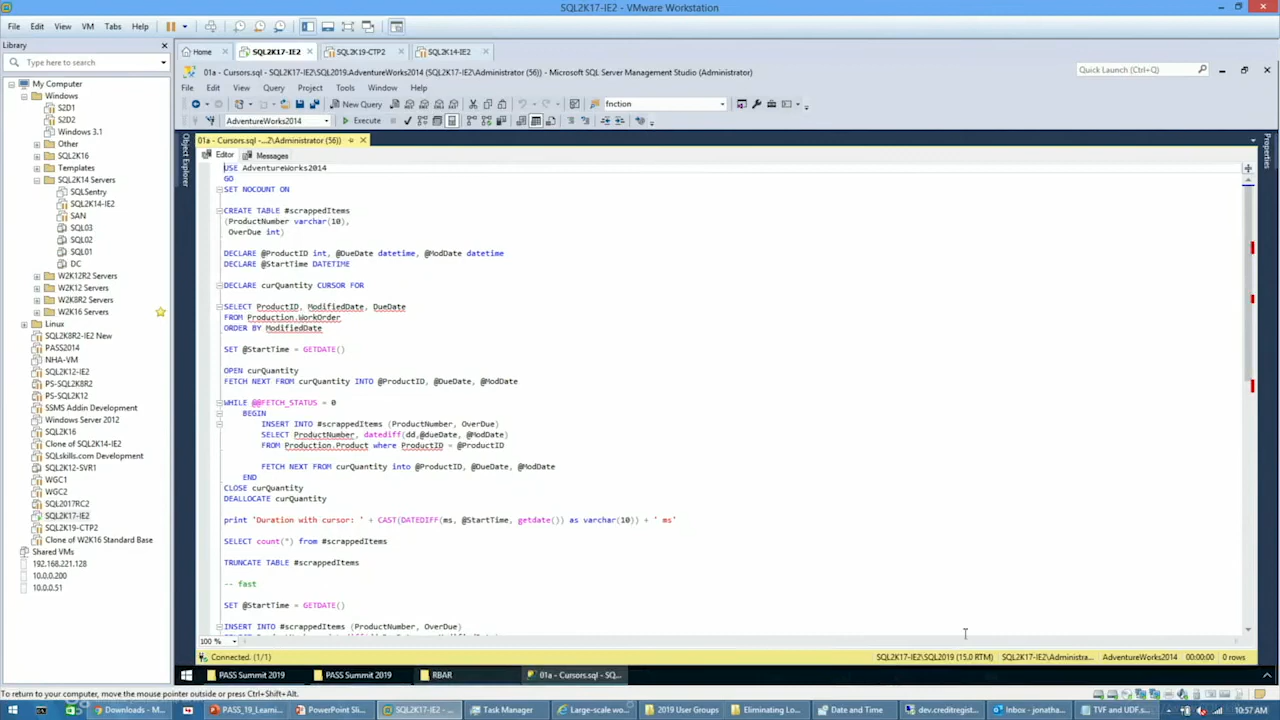 SQL2K17-IE2 - VMware Workstation
File Edit View VM Tabs Help
Library
Home SQL2K17-IE2 SQL2K19-CTP2 SQL2K14-IE2
Type here to search
01a - Cursors.sql - SQL2K17-IE2\SQL2019.AdventureWorks2014 (SQL2K17-IE2\Administrator (56)) - Microsoft SQL Server Management Studio (Administrator)
Quick Launch (Ctrl+Q)
File Edit View Query Project Tools Window Help
New Query fnction
AdventureWorks2014 Execute
01a - Cursors.sql -...2\Administrator (56))
Editor Messages
Object Explorer
Properties
My Computer
Windows
S2D1
S2D2
Windows 3.1
Other
SQL2K16
Templates
SQL2K14 Servers
SQLSentry
SQL2K14-IE2
SAN
SQL03
SQL02
SQL01
DC
W2K12R2 Servers
W2K12 Servers
W2K8R2 Servers
W2K16 Servers
Linux
SQL2K8R2-IE2 New
PASS2014
NHA-VM
SQL2K12-IE2
PS-SQL2K8R2
PS-SQL2K12
SSMS Addin Development
Windows Server 2012
SQL2K16
Clone of SQL2K14-IE2
SQLskills.com Development
SQL2K12-SVR1
WGC1
WGC2
SQL2017RC2
SQL2K17-IE2
SQL2K19-CTP2
Clone of W2K16 Standard Base
Shared VMs
192.168.221.128
10.0.0.200
10.0.0.51
USE AdventureWorks2014
GO
SET NOCOUNT ON
CREATE TABLE #scrappedItems
(ProductNumber varchar(10),
OverDue int)
DECLARE @ProductID int, @DueDate datetime, @ModDate datetime
DECLARE @StartTime DATETIME
DECLARE curQuantity CURSOR FOR
SELECT ProductID, ModifiedDate, DueDate
FROM Production.WorkOrder
ORDER BY ModifiedDate
SET @StartTime = GETDATE()
OPEN curQuantity
FETCH NEXT FROM curQuantity INTO @ProductID, @DueDate, @ModDate
WHILE @@FETCH_STATUS = 0
BEGIN
INSERT INTO #scrappedItems (ProductNumber, OverDue)
SELECT ProductNumber, datediff(dd,@dueDate, @ModDate)
FROM Production.Product where ProductID = @ProductID
FETCH NEXT FROM curQuantity into @ProductID, @DueDate, @ModDate
END
CLOSE curQuantity
DEALLOCATE curQuantity
print 'Duration with cursor: ' + CAST(DATEDIFF(ms, @StartTime, getdate()) as varchar(10)) + ' ms'
SELECT count(*) from #scrappedItems
TRUNCATE TABLE #scrappedItems
-- fast
SET @StartTime = GETDATE()
INSERT INTO #scrappedItems (ProductNumber, OverDue)
100 %
Connected. (1/1) SQL2K17-IE2\SQL2019 (15.0 RTM) SQL2K17-IE2\Administra... AdventureWorks2014 00:00:00 0 rows
PASS Summit 2019 PASS Summit 2019 RBAR 01a - Cursors.sql - SQ...
To return to your computer, move the mouse pointer outside or press Ctrl+Shift+Alt.
Downloads - M... PASS_19_Learni... PowerPoint Sli... SQL2K17-IE2 - ... Task Manager Large-scale wo... 2019 User Groups Eliminating Lo... Date and Time dev.creditregist... Inbox - jonatha... TVF and UDF.s... 10:57 AM